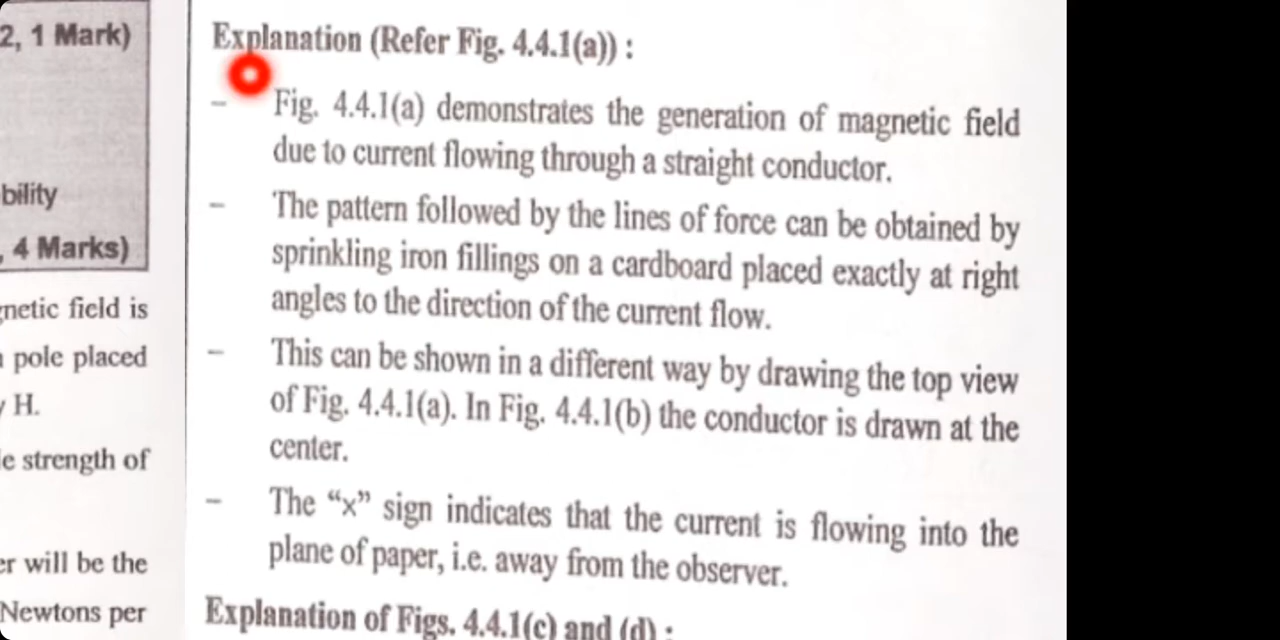 2, 1 Mark)
bility
, 4 Marks)
netic field is
pole placed
H.
e strength of
er will be the
Newtons per
Explanation (Refer Fig. 4.4.1(a)) :
– Fig. 4.4.1(a) demonstrates the generation of magnetic field
due to current flowing through a straight conductor.
– The pattern followed by the lines of force can be obtained by
sprinkling iron fillings on a cardboard placed exactly at right
angles to the direction of the current flow.
– This can be shown in a different way by drawing the top view
of Fig. 4.4.1(a). In Fig. 4.4.1(b) the conductor is drawn at the
center.
– The “x” sign indicates that the current is flowing into the
plane of paper, i.e. away from the observer.
Explanation of Figs. 4.4.1(c) and (d) :